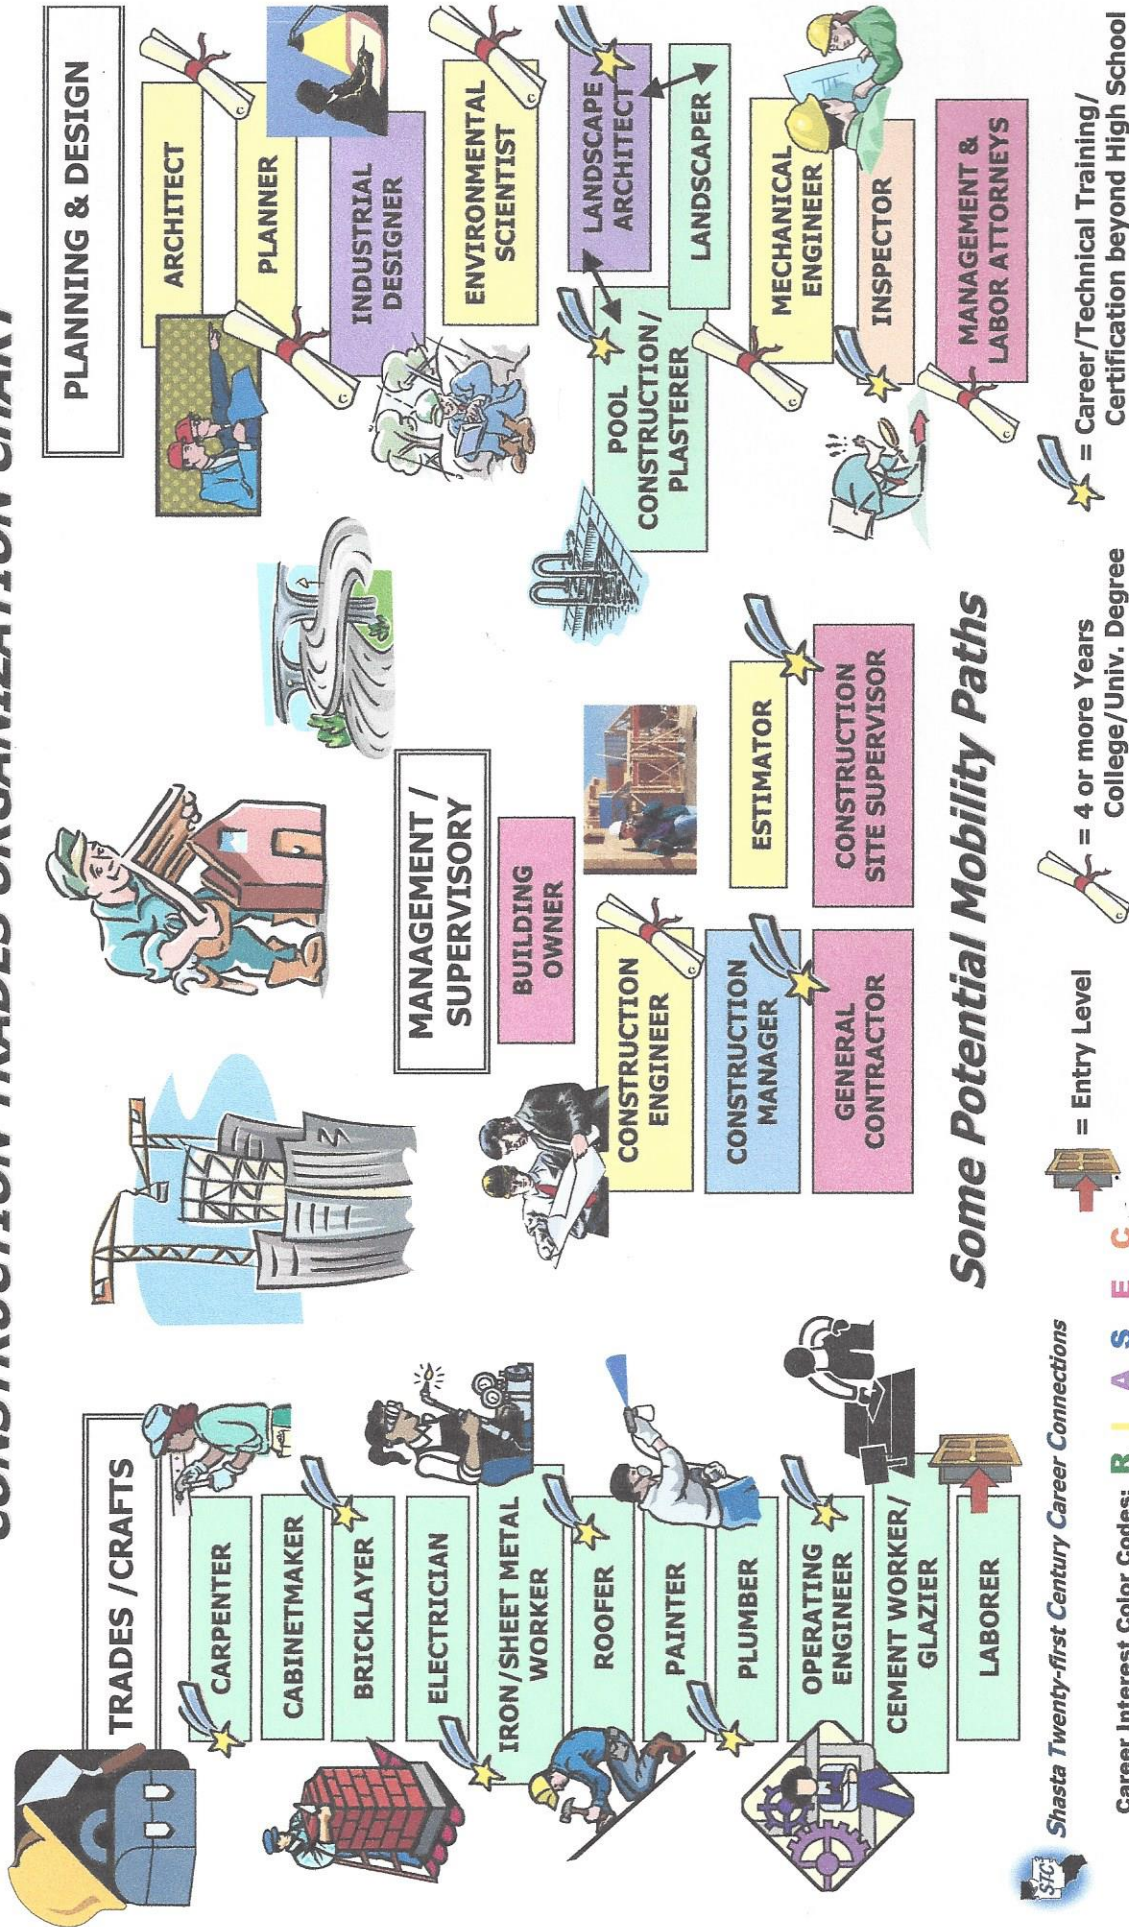 CONSTRUCTION TRADES ORGANIZATION CHART
TRADES /CRAFTS
CARPENTER
CABINETMAKER
BRICKLAYER
ELECTRICIAN
IRON/SHEET METAL
WORKER
ROOFER
PAINTER
PLUMBER
OPERATING
ENGINEER
CEMENT WORKER/
GLAZIER
LABORER
MANAGEMENT /
SUPERVISORY
BUILDING
OWNER
CONSTRUCTION
ENGINEER
CONSTRUCTION
MANAGER
GENERAL
CONTRACTOR
ESTIMATOR
CONSTRUCTION
SITE SUPERVISOR
PLANNING & DESIGN
ARCHITECT
PLANNER
INDUSTRIAL
DESIGNER
ENVIRONMENTAL
SCIENTIST
LANDSCAPE
ARCHITECT
POOL
CONSTRUCTION/
PLASTERER
LANDSCAPER
MECHANICAL
ENGINEER
INSPECTOR
MANAGEMENT &
LABOR ATTORNEYS
Some Potential Mobility Paths
STC³
Shasta Twenty-first Century Career Connections
Career Interest Color Codes: R I A S E C
= Entry Level
= 4 or more Years
College/Univ. Degree
= Career/Technical Training/
Certification beyond High School